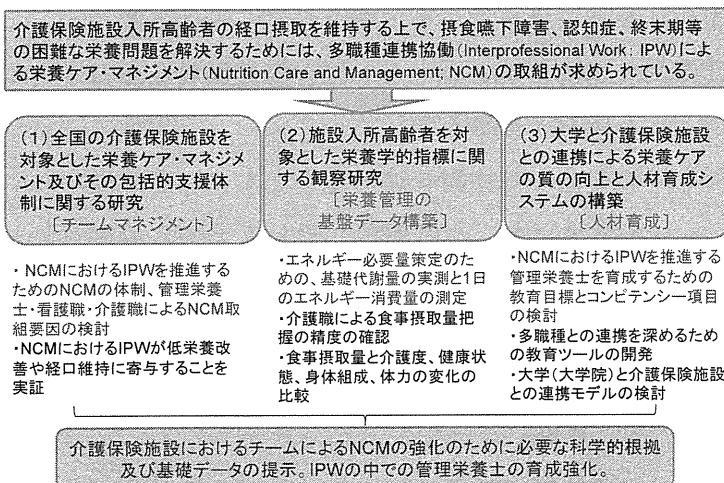 介護保険施設入所高齢者の経口摂取を維持する上で、摂食嚥下障害、認知症、終末期等
の困難な栄養問題を解決するためには、多職種連携協働(Interprofessional Work: IPW)によ
る栄養ケア・マネジメント(Nutrition Care and Management; NCM)の取組が求められている。
(1)全国の介護保険施設を
対象とした栄養ケア・マネジメ
ント及びその包括的支援体
制に関する研究
〔チームマネジメント〕
・NCMにおけるIPWを推進する
ためのNCMの体制、管理栄養
士・看護職・介護職によるNCM取
組要因の検討
・NCMにおけるIPWが低栄養改
善や経口維持に寄与することを
実証
(2)施設入所高齢者を対
象とした栄養学的指標に関
する観察研究
〔栄養管理の
基盤データ構築〕
・エネルギー必要量策定のた
めの、基礎代謝量の実測と1日
のエネルギー消費量の測定
・介護職による食事摂取量把
握の精度の確認
・食事摂取量と介護度、健康状
態、身体組成、体力の変化の
比較
(3)大学と介護保険施設
との連携による栄養ケア
の質の向上と人材育成シ
ステムの構築
〔人材育成〕
・NCMにおけるIPWを推進する
管理栄養士を育成するための
教育目標とコンピテンシー項目
の検討
・多職種との連携を深めるため
の教育ツールの開発
・大学(大学院)と介護保険施設
との連携モデルの検討
介護保険施設におけるチームによるNCMの強化のために必要な科学的根拠
及び基礎データの提示。IPWの中での管理栄養士の育成強化。